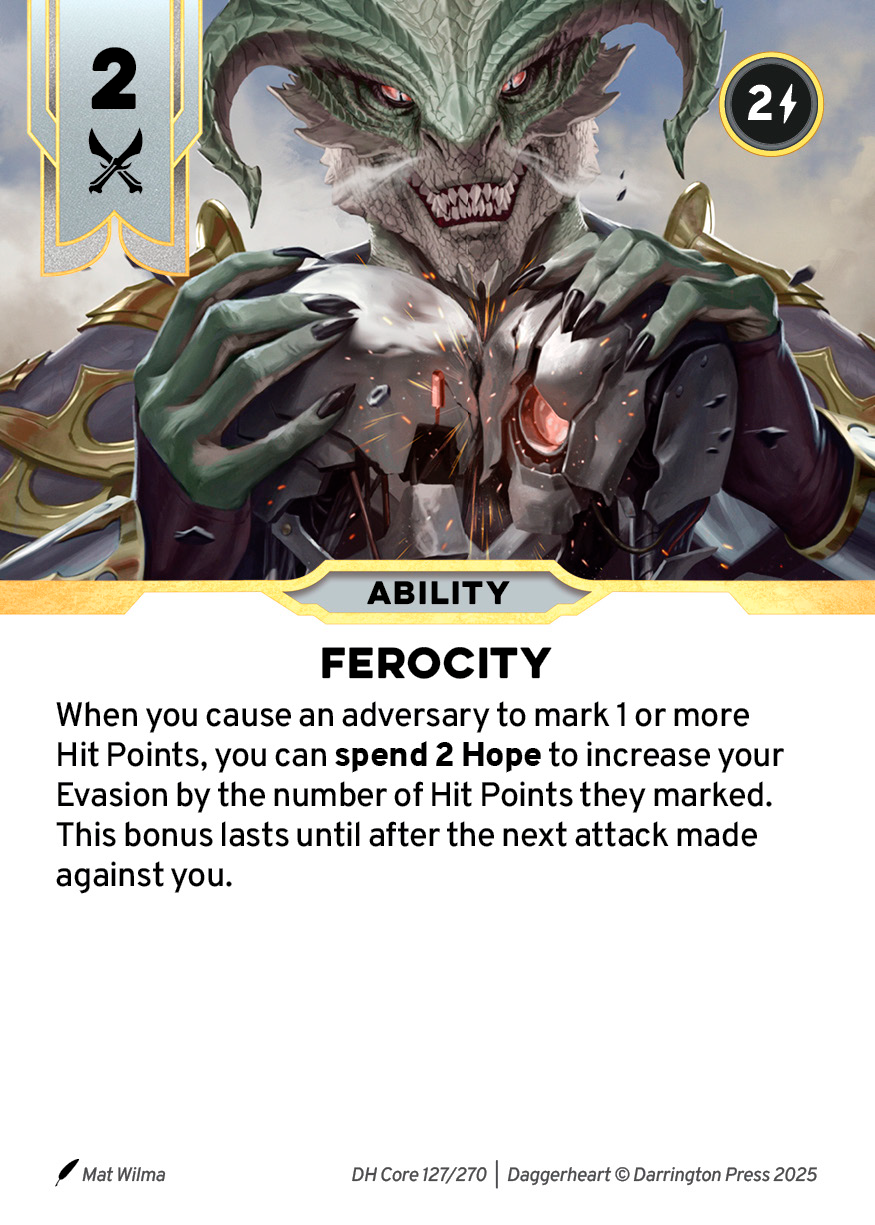 2
2
ABILITY
FEROCITY
When you cause an adversary to mark 1 or more
Hit Points, you can spend 2 Hope to increase your
Evasion by the number of Hit Points they marked.
This bonus lasts until after the next attack made
against you.
Mat Wilma
DH Core 127/270 | Daggerheart © Darrington Press 2025